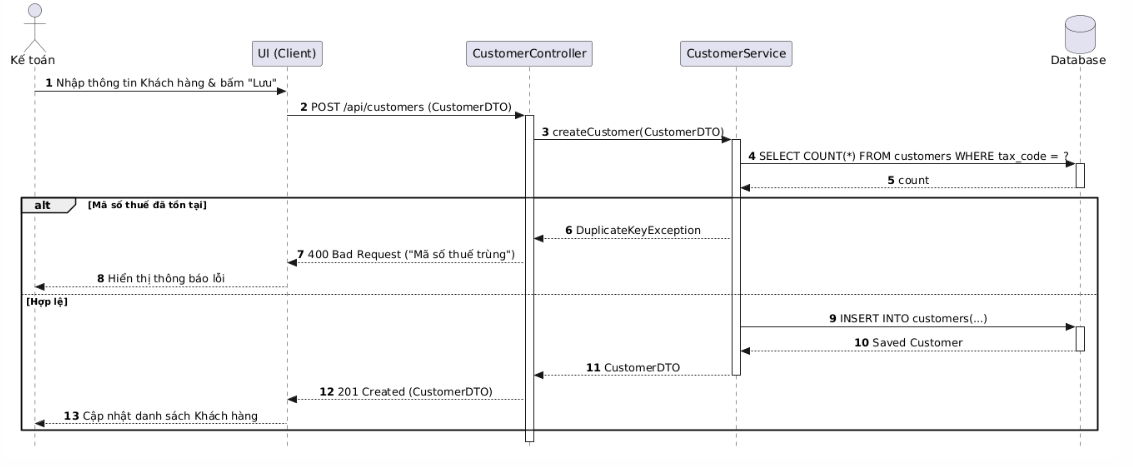 Kế toán
UI (Client)
CustomerController
CustomerService
Database
1 Nhập thông tin Khách hàng & bấm "Lưu"
2 POST /api/customers (CustomerDTO)
3 createCustomer(CustomerDTO)
4 SELECT COUNT(*) FROM customers WHERE tax_code = ?
5 count
alt [Mã số thuế đã tồn tại]
6 DuplicateKeyException
7 400 Bad Request ("Mã số thuế trùng")
8 Hiển thị thông báo lỗi
[Hợp lệ]
9 INSERT INTO customers(...)
10 Saved Customer
11 CustomerDTO
12 201 Created (CustomerDTO)
13 Cập nhật danh sách Khách hàng